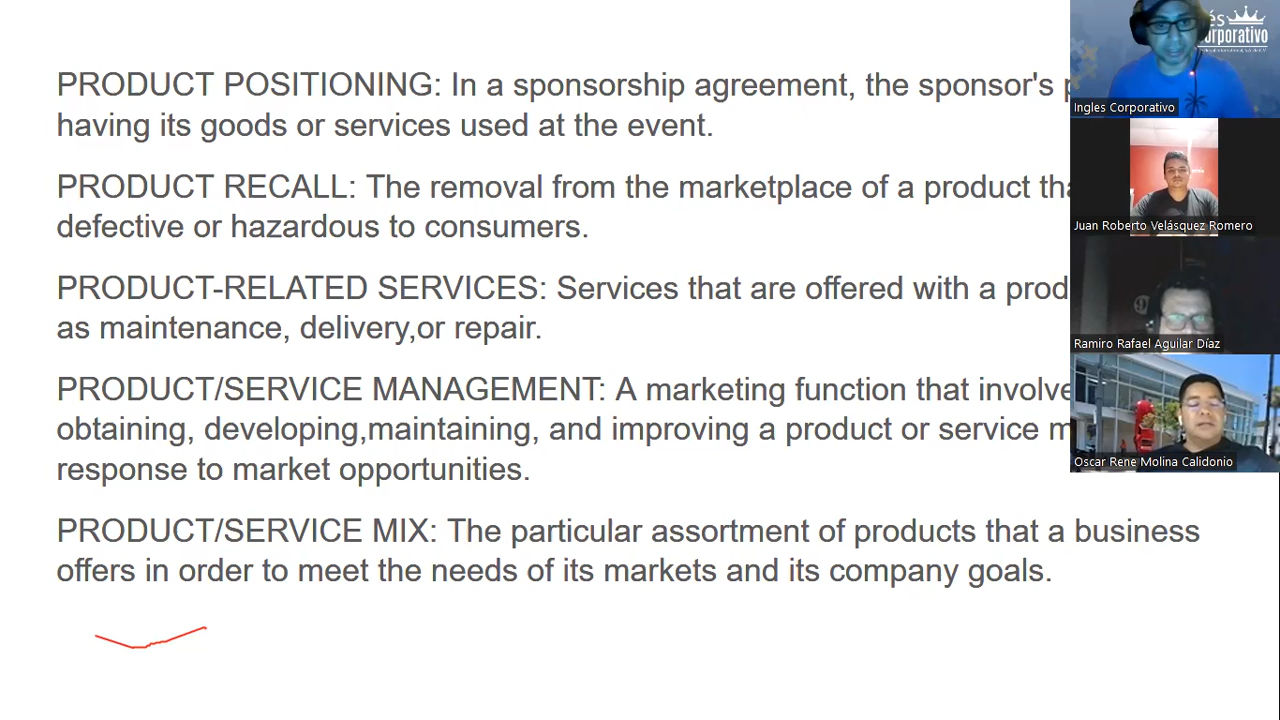 PRODUCT POSITIONING: In a sponsorship agreement, the sponsor's
having its goods or services used at the event.
PRODUCT RECALL: The removal from the marketplace of a product
defective or hazardous to consumers.
PRODUCT-RELATED SERVICES: Services that are offered with a
as maintenance, delivery,or repair.
PRODUCT/SERVICE MANAGEMENT: A marketing function that
obtaining, developing,maintaining, and improving a product or service
response to market opportunities.
PRODUCT/SERVICE MIX: The particular assortment of products that a business
offers in order to meet the needs of its markets and its company goals.
Ingles Corporativo
Juan Roberto Velásquez Romero
Ramiro Rafael Aguilar Díaz
Oscar Rene Molina Calidonio